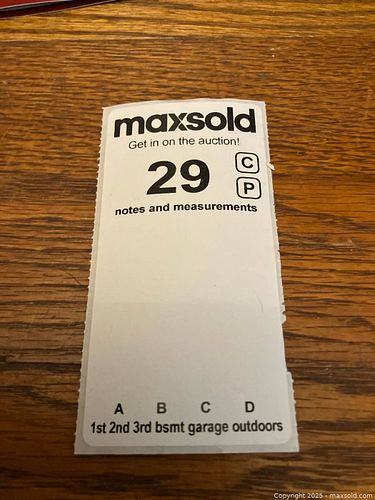 maxsold
Get in on the auction!
29
C
P
notes and measurements
A B C D
1st 2nd 3rd bsmt garage outdoors
Copyright 2025 - maxsold.com